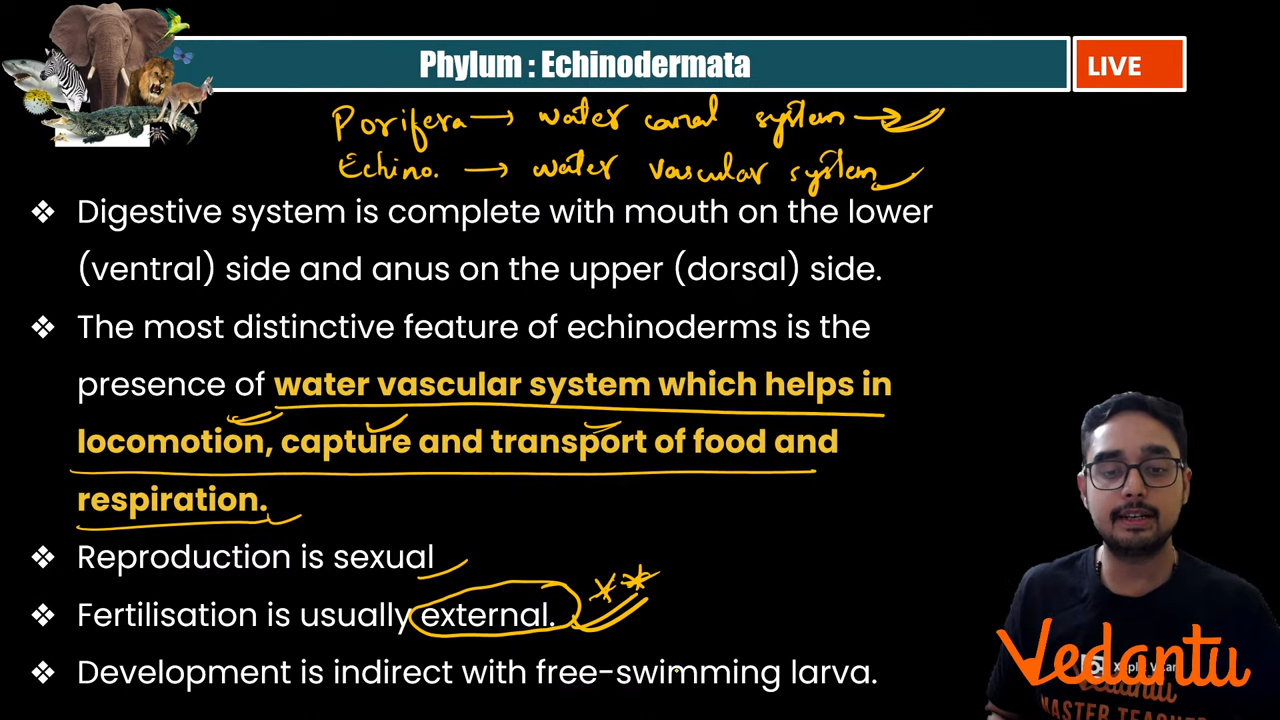 Phylum : Echinodermata
LIVE
Porifera → water canal system →
Echino. → water vascular system
❖ Digestive system is complete with mouth on the lower
(ventral) side and anus on the upper (dorsal) side.
❖ The most distinctive feature of echinoderms is the
presence of water vascular system which helps in
locomotion, capture and transport of food and
respiration.
❖ Reproduction is sexual
❖ Fertilisation is usually external.
❖ Development is indirect with free-swimming larva.
Vedantu
Vedantu
MASTER